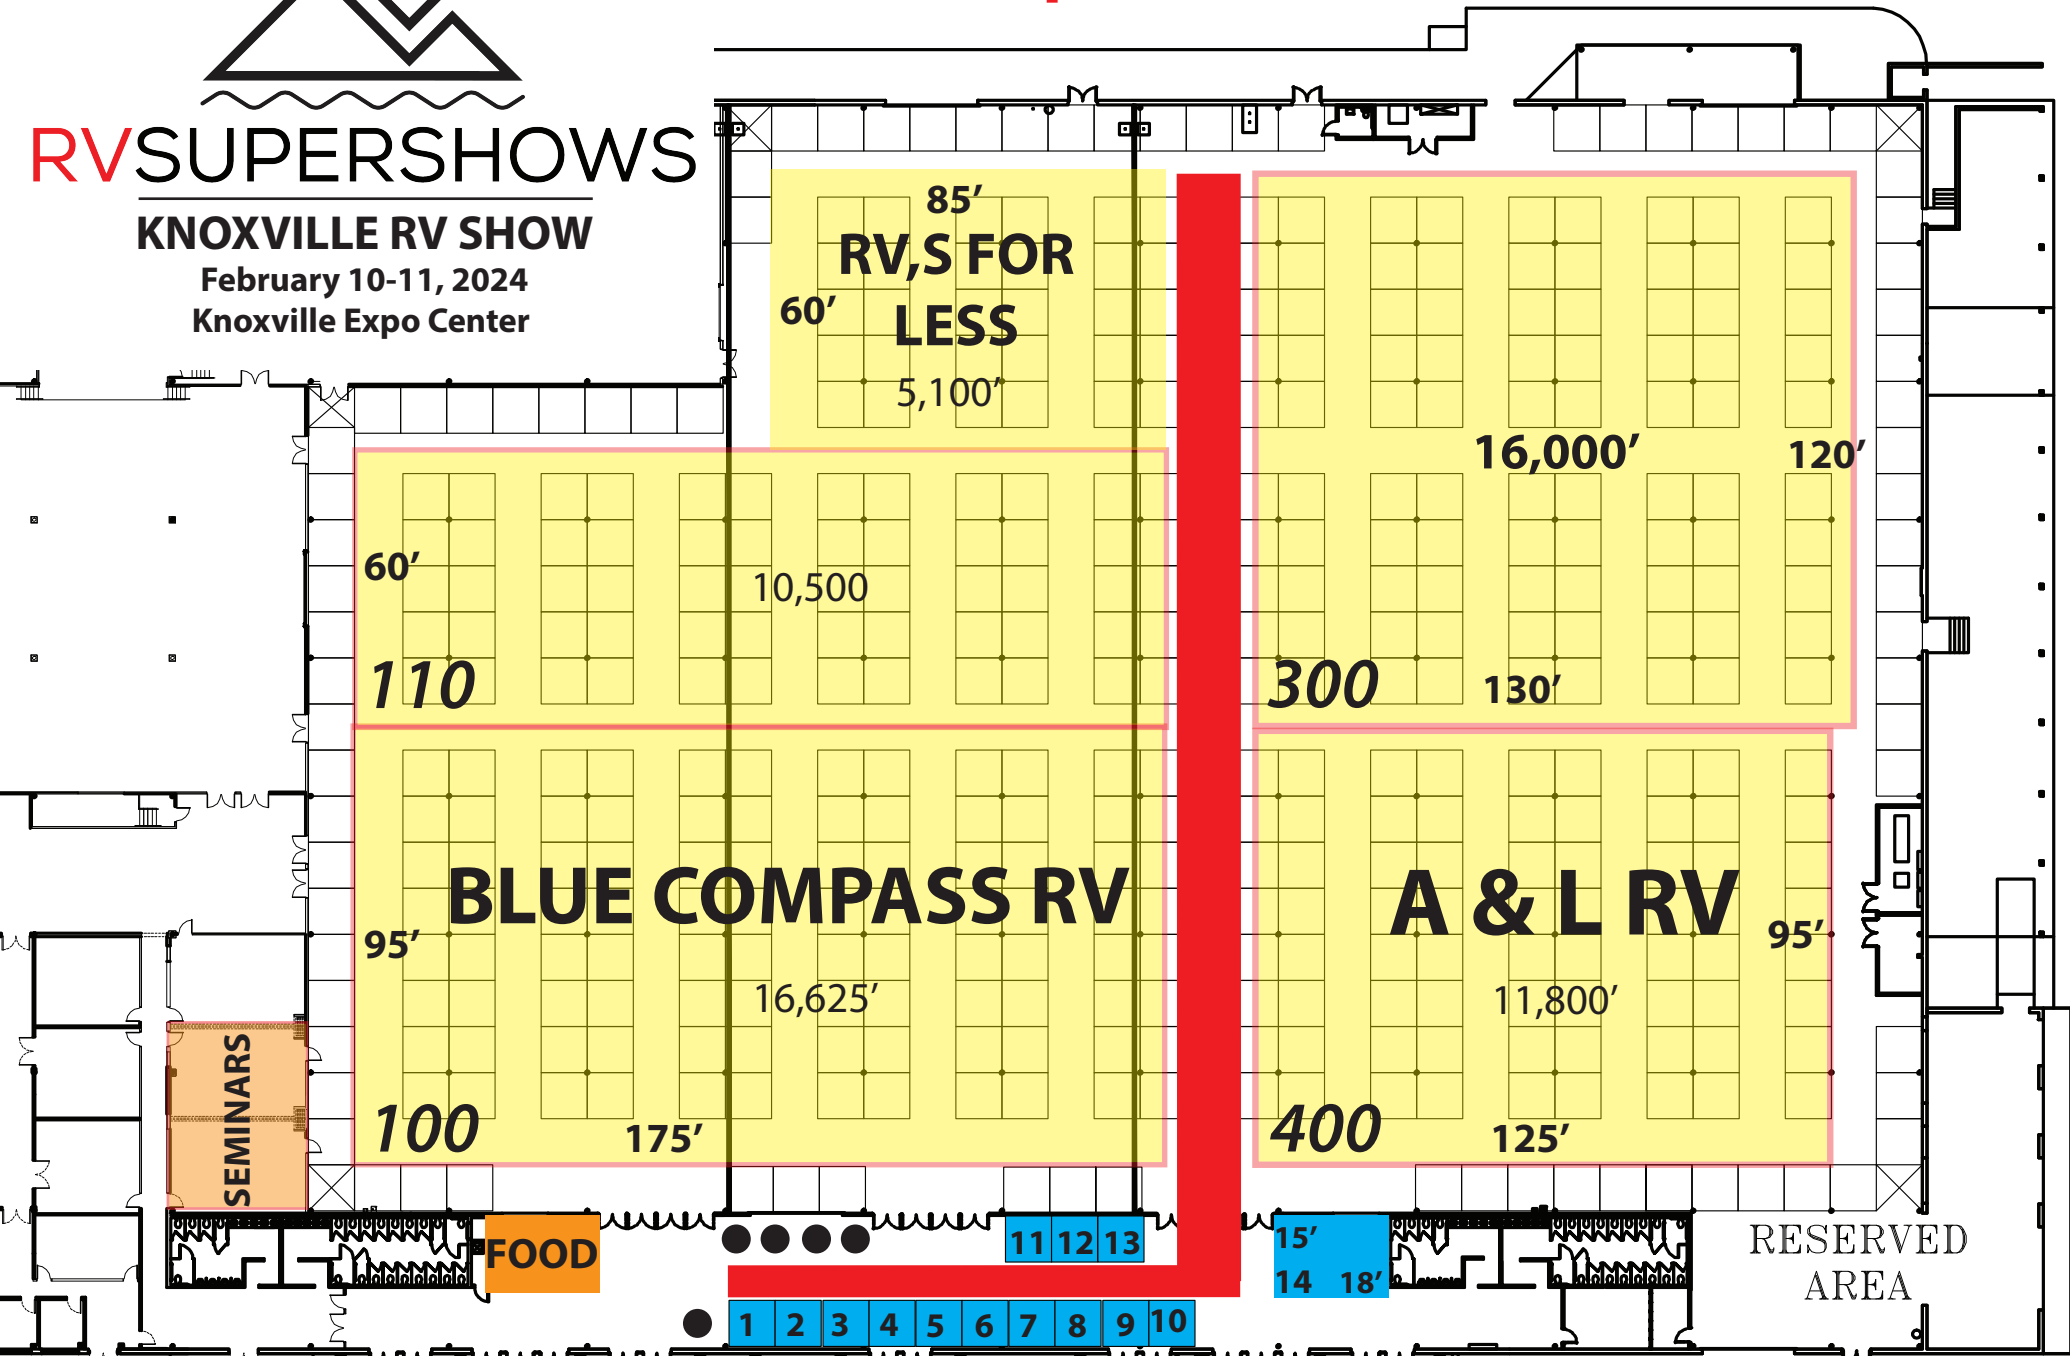 RVSUPERSHOWS
KNOXVILLE RV SHOW
February 10-11, 2024
Knoxville Expo Center
85’
RV,S FOR
LESS
60’
5,100’
16,000’
120’
130’
300
60’
10,500
110
BLUE COMPASS RV
95’
16,625’
100
175’
A & L RV
95’
11,800’
400
125’
SEMINARS
FOOD
11 12 13
15’
14 18’
1 2 3 4 5 6 7 8 9 10
RESERVED
AREA